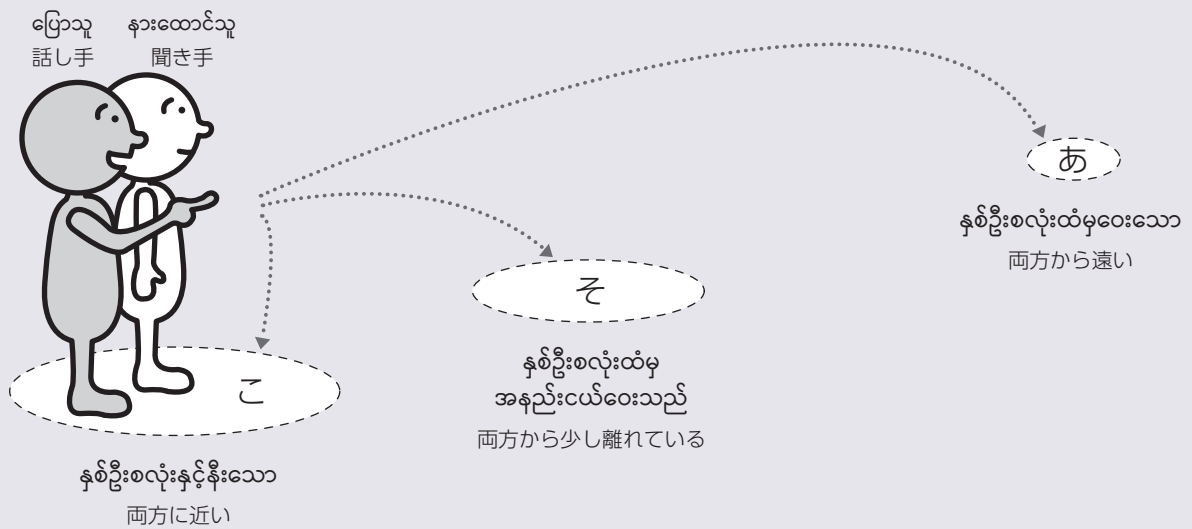 ပြောသူ
話し手
နားထောင်သူ
聞き手
あ
နှစ်ဦးစလုံးထံမှဝေးသော
両方から遠い
そ
နှစ်ဦးစလုံးထံမှ
အနည်းငယ်ဝေးသည်
両方から少し離れている
こ
နှစ်ဦးစလုံးနှင့်နီးသော
両方に近い